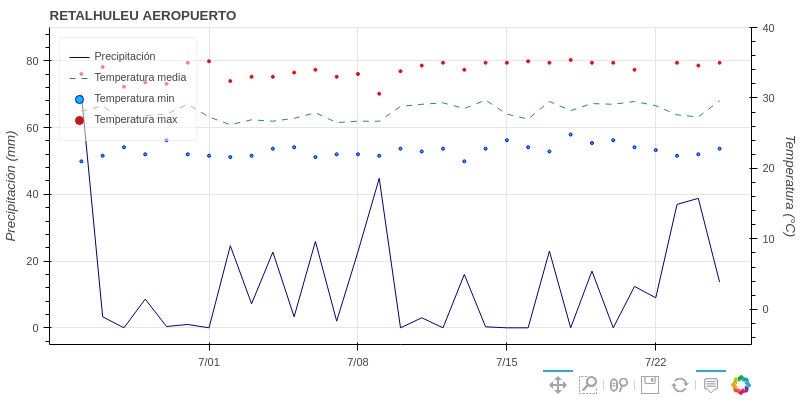 RETALHULEU AEROPUERTO
Precipitación
Temperatura media
Temperatura min
Temperatura max
Precipitación (mm)
80
60
40
20
0
Temperatura (°C)
40
30
20
10
0
7/01
7/08
7/15
7/22